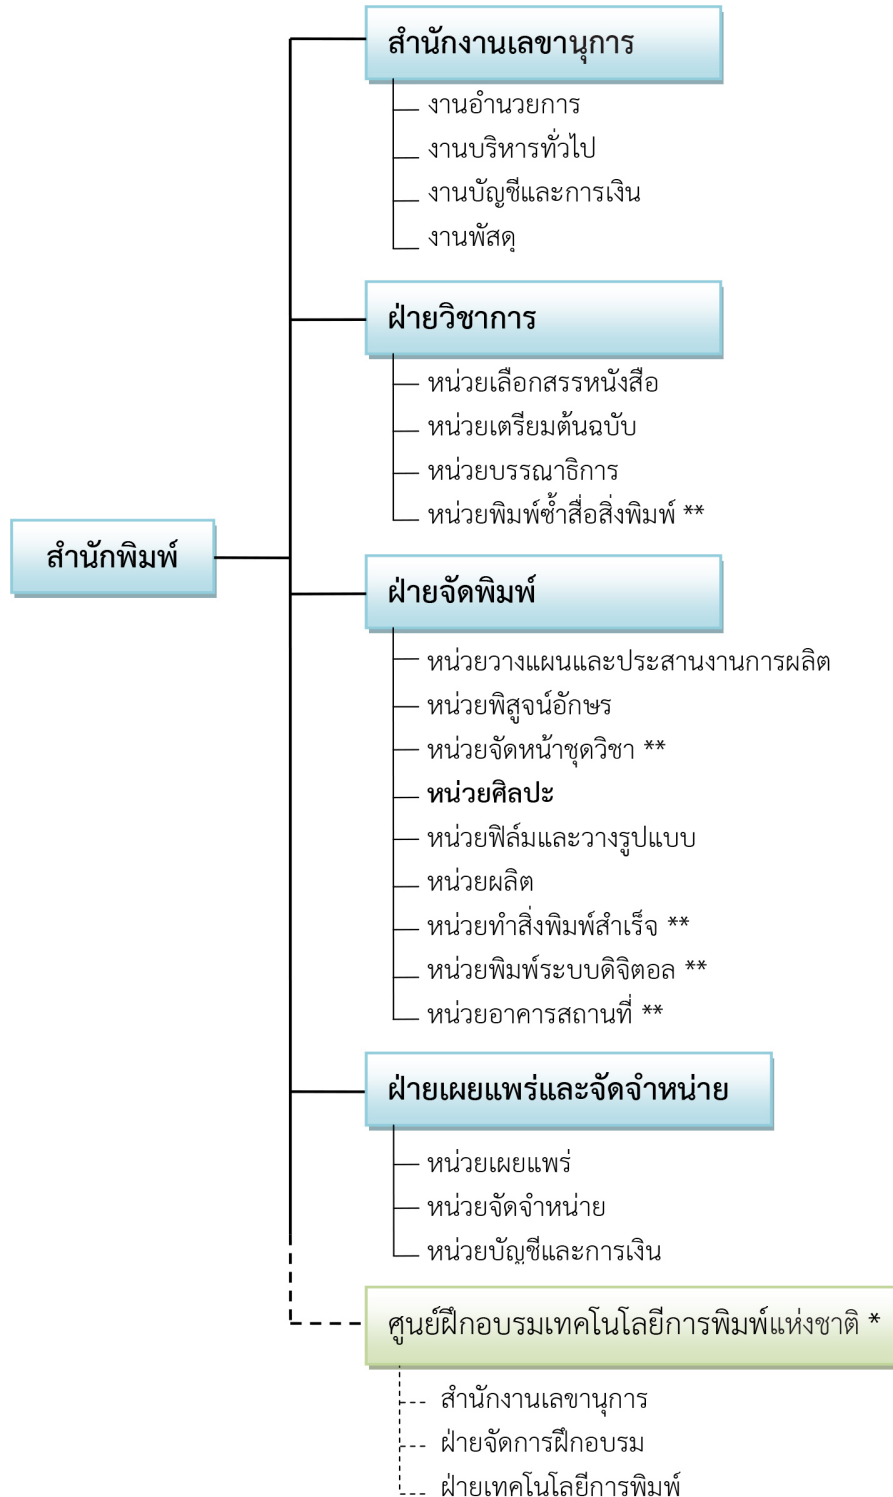 สำนักงานเลขานุการ
งานอำนวยการ
งานบริหารทั่วไป
งานบัญชีและการเงิน
งานพัสดุ
ฝ่ายวิชาการ
หน่วยเลือกสรรหนังสือ
หน่วยเตรียมต้นฉบับ
หน่วยบรรณาธิการ
หน่วยพิมพ์ซ้ำสื่อสิ่งพิมพ์ **
สำนักพิมพ์
ฝ่ายจัดพิมพ์
หน่วยวางแผนและประสานงานการผลิต
หน่วยพิสูจน์อักษร
หน่วยจัดหน้าชุดวิชา **
หน่วยศิลปะ
หน่วยฟิล์มและวางรูปแบบ
หน่วยผลิต
หน่วยทำสิ่งพิมพ์สำเร็จ **
หน่วยพิมพ์ระบบดิจิตอล **
หน่วยอาคารสถานที่ **
ฝ่ายเผยแพร่และจัดจำหน่าย
หน่วยเผยแพร่
หน่วยจัดจำหน่าย
หน่วยบัญชีและการเงิน
ศูนย์ฝึกอบรมเทคโนโลยีการพิมพ์แห่งชาติ *
สำนักงานเลขานุการ
ฝ่ายจัดการฝึกอบรม
ฝ่ายเทคโนโลยีการพิมพ์